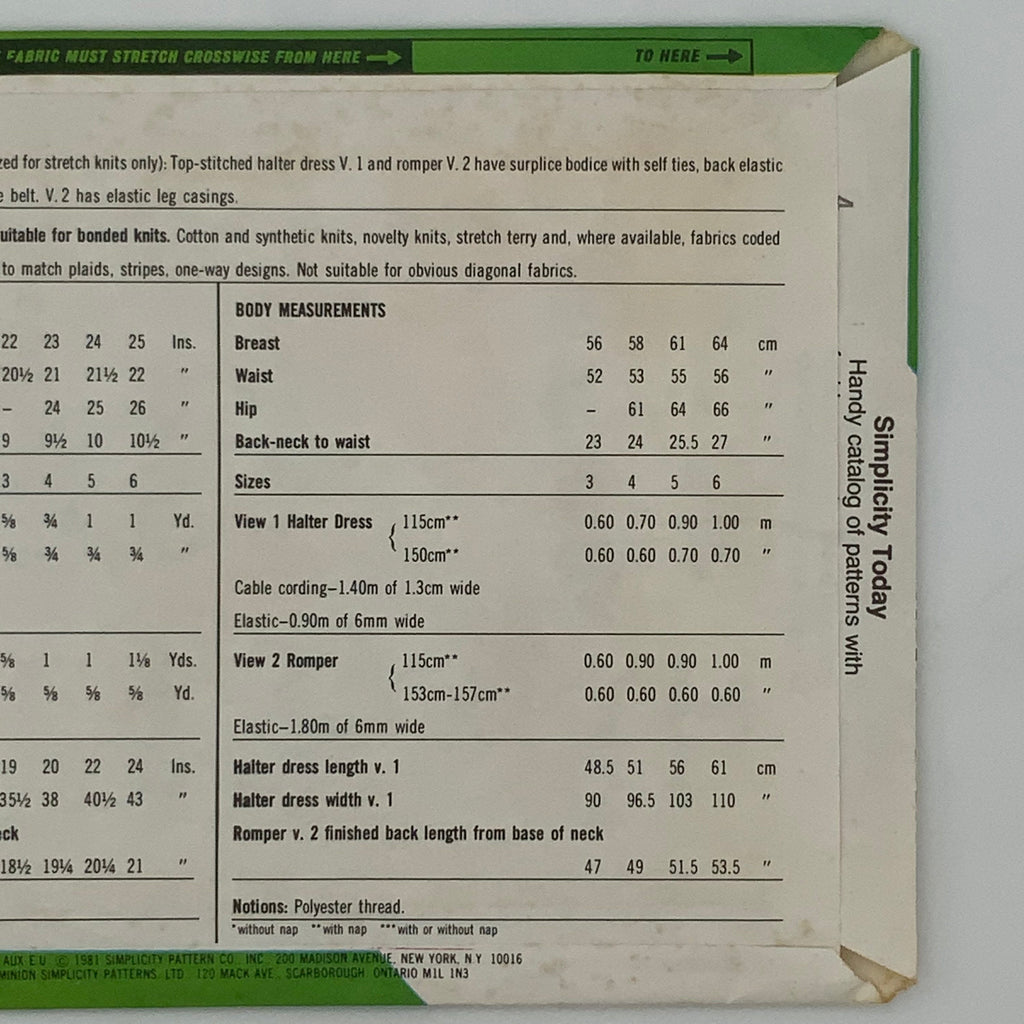 FABRIC MUST STRETCH CROSSWISE FROM HERE → TO HERE →
zed for stretch knits only): Top-stitched halter dress V. 1 and romper V. 2 have surplice bodice with self ties, back elastic
e belt. V. 2 has elastic leg casings.
uitable for bonded knits. Cotton and synthetic knits, novelty knits, stretch terry and, where available, fabrics coded
to match plaids, stripes, one-way designs. Not suitable for obvious diagonal fabrics.
22 23 24 25 Ins.
20½ 21 21½ 22 "
– 24 25 26 "
9 9½ 10 10½ "
3 4 5 6
⅝ ¾ 1 1 Yd.
⅝ ¾ ¾ ¾ "
⅝ 1 1 1⅛ Yds.
⅝ ⅝ ⅝ ⅝ Yd.
19 20 22 24 Ins.
35½ 38 40½ 43 "
eck
18½ 19¼ 20¼ 21 "
BODY MEASUREMENTS
Breast 56 58 61 64 cm
Waist 52 53 55 56 "
Hip – 61 64 66 "
Back-neck to waist 23 24 25.5 27 "
Sizes 3 4 5 6
View 1 Halter Dress { 115cm** 0.60 0.70 0.90 1.00 m
150cm** 0.60 0.60 0.70 0.70 "
Cable cording–1.40m of 1.3cm wide
Elastic–0.90m of 6mm wide
View 2 Romper { 115cm** 0.60 0.90 0.90 1.00 m
153cm-157cm** 0.60 0.60 0.60 0.60 "
Elastic–1.80m of 6mm wide
Halter dress length v. 1 48.5 51 56 61 cm
Halter dress width v. 1 90 96.5 103 110 "
Romper v. 2 finished back length from base of neck
47 49 51.5 53.5 "
Notions: Polyester thread.
*without nap **with nap ***with or without nap
AUX E.U. © 1981 SIMPLICITY PATTERN CO. INC. 200 MADISON AVENUE, NEW YORK, N.Y. 10016
MINION SIMPLICITY PATTERNS. LTD. 120 MACK AVE., SCARBOROUGH ONTARIO M1L 1N3
Simplicity Today
Handy catalog of patterns with